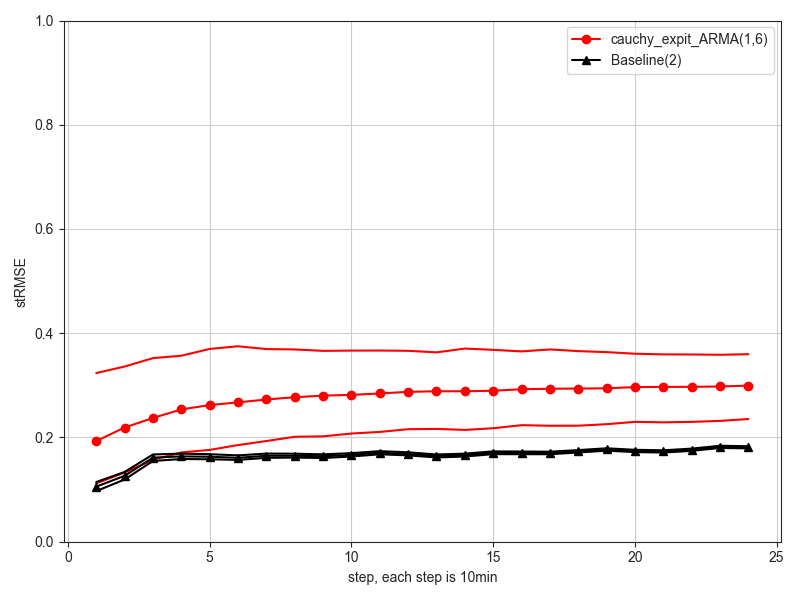 1.0
0.8
0.6
0.4
0.2
0.0
stRMSE
cauchy_expit_ARMA(1,6)
Baseline(2)
0 5 10 15 20 25
step, each step is 10min